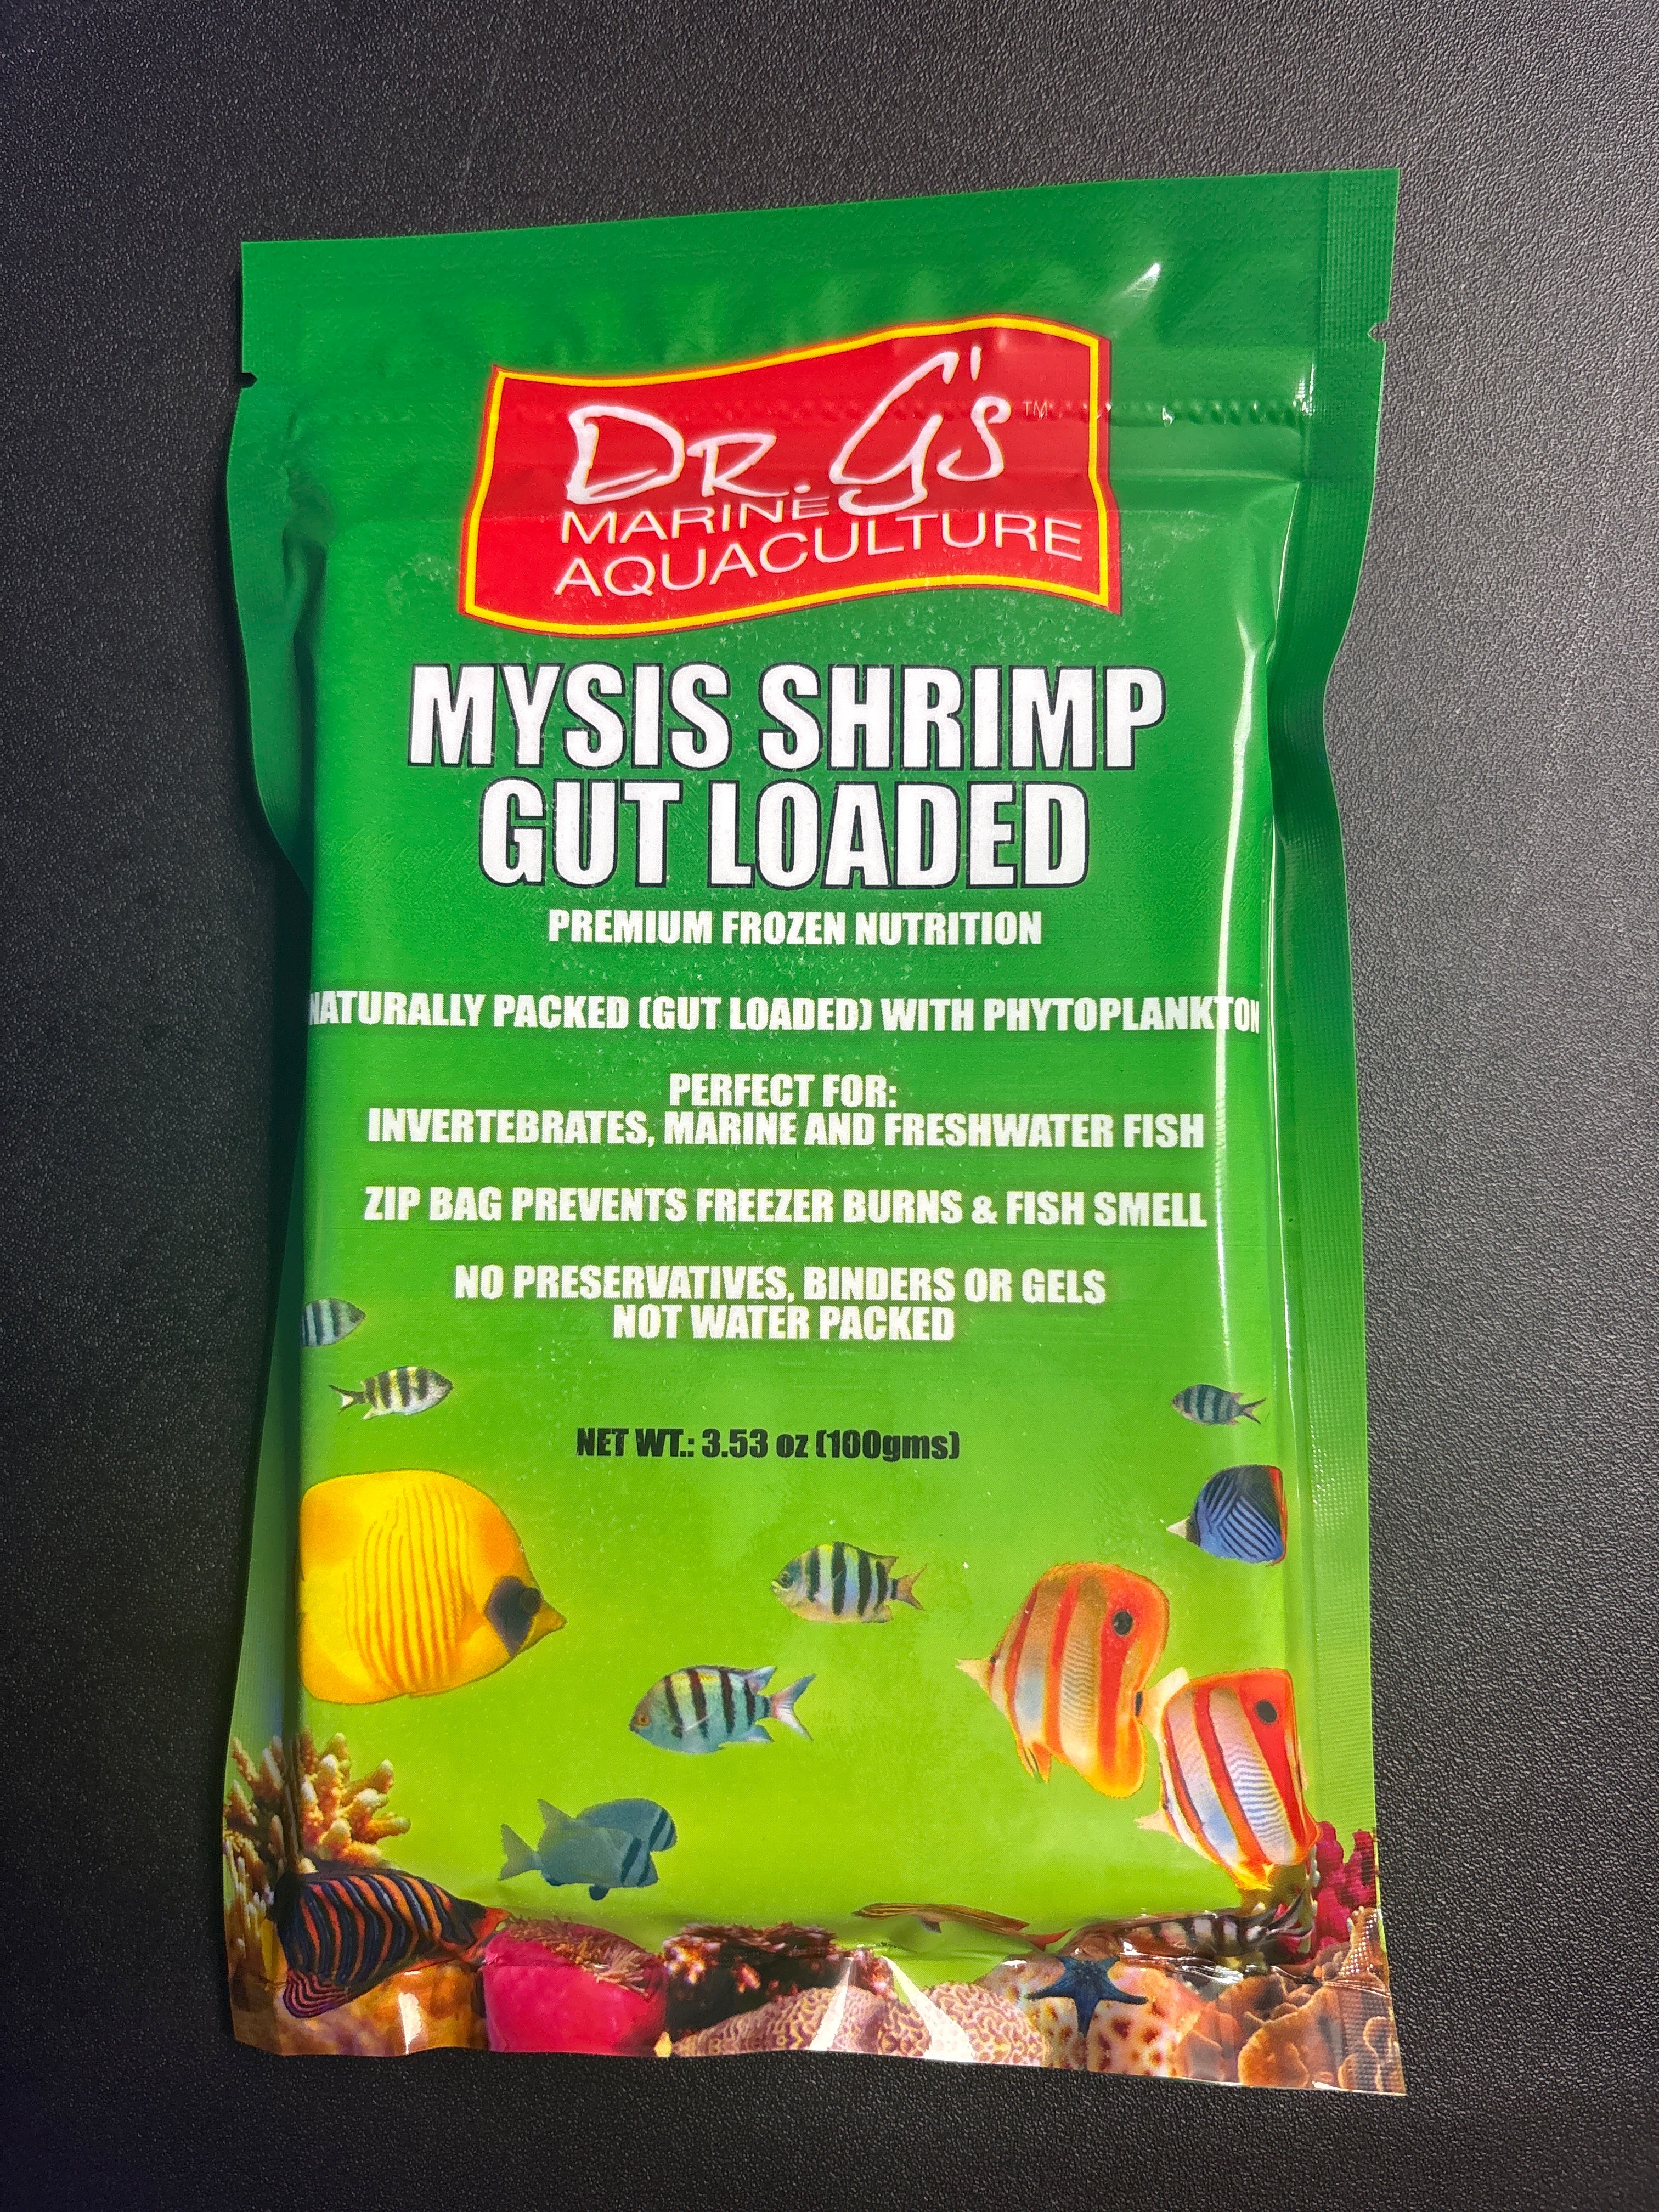 Dr. G's™
MARINE
AQUACULTURE
MYSIS SHRIMP
GUT LOADED
PREMIUM FROZEN NUTRITION
NATURALLY PACKED (GUT LOADED) WITH PHYTOPLANKTON
PERFECT FOR:
INVERTEBRATES, MARINE AND FRESHWATER FISH
ZIP BAG PREVENTS FREEZER BURNS & FISH SMELL
NO PRESERVATIVES, BINDERS OR GELS
NOT WATER PACKED
NET WT.: 3.53 oz (100gms)